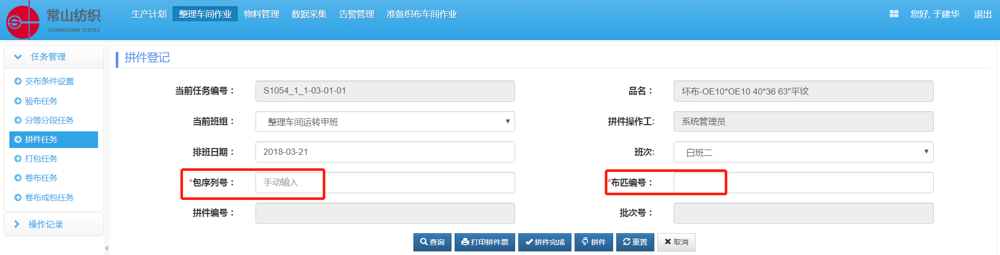 常山纺织
CHANGSHAN TEXTILE
生产计划 整理车间作业 物料管理 数据采集 告警管理 准备织布车间作业
您好, 于建华 退出
任务管理
交布条件设置
验布任务
分等分段任务
拼件任务
打包任务
卷布任务
卷布成包任务
操作记录
拼件登记
当前任务编号： S1054_1_1-03-01-01 品名： 坯布-OE10*OE10 40*36 63"平纹
当前班组： 整理车间运转甲班 拼件操作工: 系统管理员
排班日期： 2018-03-21 班次: 白班二
*包序列号： 手动输入 *布匹编号：
拼件编号： 批次号：
查询 打印拼件票 拼件完成 拼件 重置 取消